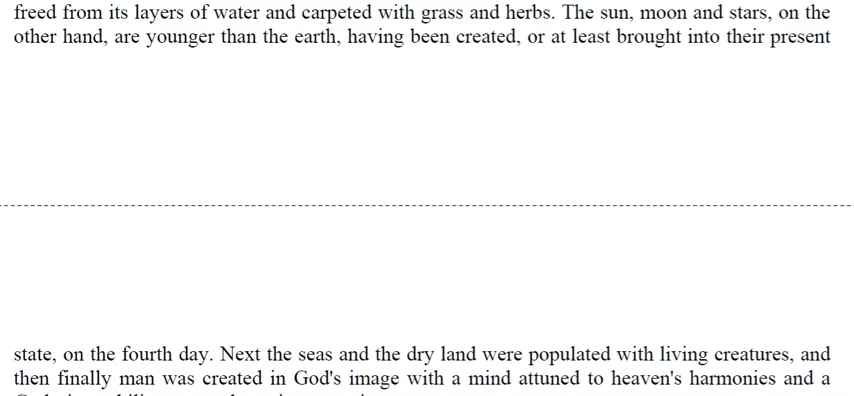 freed from its layers of water and carpeted with grass and herbs. The sun, moon and stars, on the
other hand, are younger than the earth, having been created, or at least brought into their present
state, on the fourth day. Next the seas and the dry land were populated with living creatures, and
then finally man was created in God's image with a mind attuned to heaven's harmonies and a